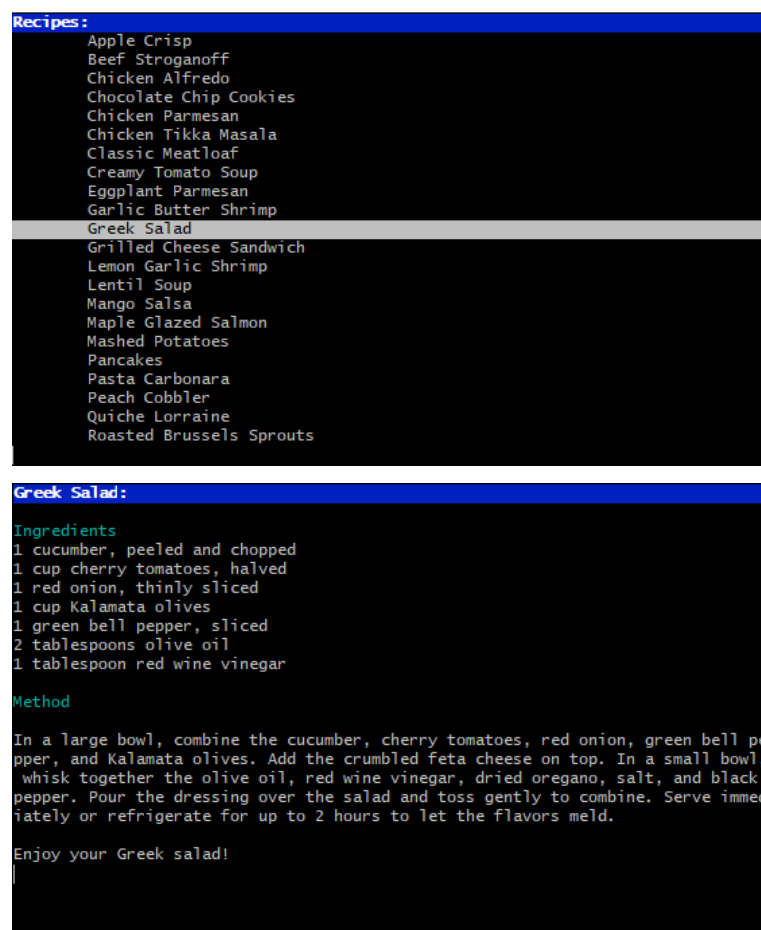 Recipes:
Apple Crisp
Beef Stroganoff
Chicken Alfredo
Chocolate Chip Cookies
Chicken Parmesan
Chicken Tikka Masala
Classic Meatloaf
Creamy Tomato Soup
Eggplant Parmesan
Garlic Butter Shrimp
Greek Salad
Grilled Cheese Sandwich
Lemon Garlic Shrimp
Lentil Soup
Mango Salsa
Maple Glazed Salmon
Mashed Potatoes
Pancakes
Pasta Carbonara
Peach Cobbler
Quiche Lorraine
Roasted Brussels Sprouts
Greek Salad:
Ingredients
1 cucumber, peeled and chopped
1 cup cherry tomatoes, halved
1 red onion, thinly sliced
1 cup Kalamata olives
1 green bell pepper, sliced
2 tablespoons olive oil
1 tablespoon red wine vinegar
Method
In a large bowl, combine the cucumber, cherry tomatoes, red onion, green bell pe
pper, and Kalamata olives. Add the crumbled feta cheese on top. In a small bowl
whisk together the olive oil, red wine vinegar, dried oregano, salt, and black
pepper. Pour the dressing over the salad and toss gently to combine. Serve immed
iately or refrigerate for up to 2 hours to let the flavors meld.
Enjoy your Greek salad!